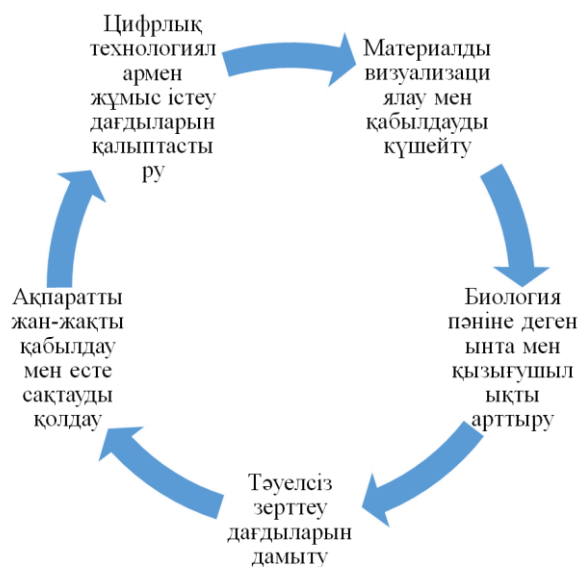 Цифрлық
технологиял
армен
жұмыс істеу
дағдыларын
қалыптасты
ру
Материалды
визуализаци
ялау мен
қабылдауды
күшейту
Биология
пәніне деген
ынта мен
қызығушыл
ықты
арттыру
Тәуелсіз
зерттеу
дағдыларын
дамыту
Ақпаратты
жан-жақты
қабылдау
мен есте
сақтауды
қолдау